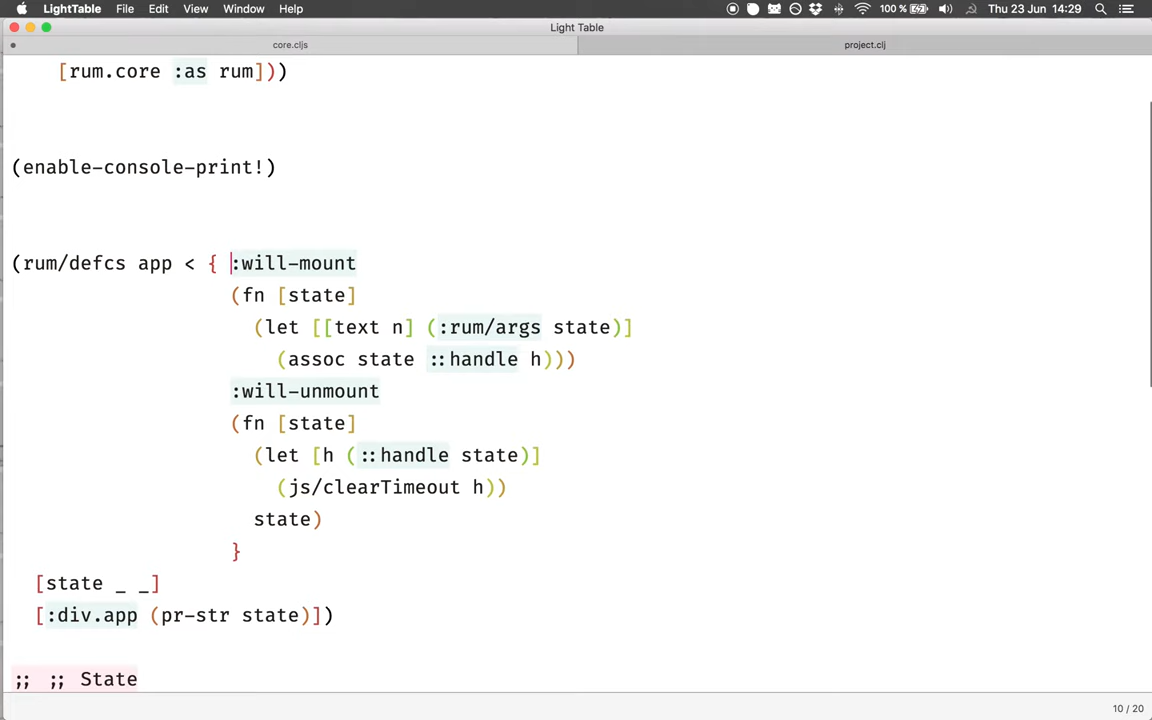 LightTable File Edit View Window Help 100 % Thu 23 Jun 14:29
Light Table
core.cljs project.clj
[rum.core :as rum]))
(enable-console-print!)
(rum/defcs app < { :will-mount
(fn [state]
(let [[text n] (:rum/args state)]
(assoc state ::handle h)))
:will-unmount
(fn [state]
(let [h (::handle state)]
(js/clearTimeout h))
state)
}
[state _ _]
[:div.app (pr-str state)])
;; ;; State
10 / 20